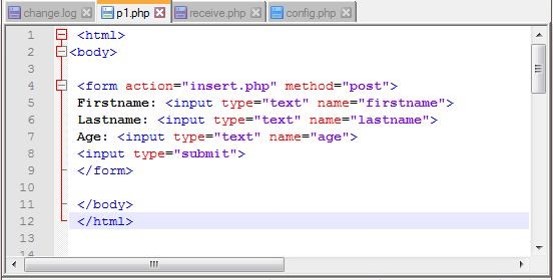 change.log p1.php receive.php config.php
1 <html>
2 <body>
3
4 <form action="insert.php" method="post">
5 Firstname: <input type="text" name="firstname">
6 Lastname: <input type="text" name="lastname">
7 Age: <input type="text" name="age">
8 <input type="submit">
9 </form>
10
11 </body>
12 </html>
13
14